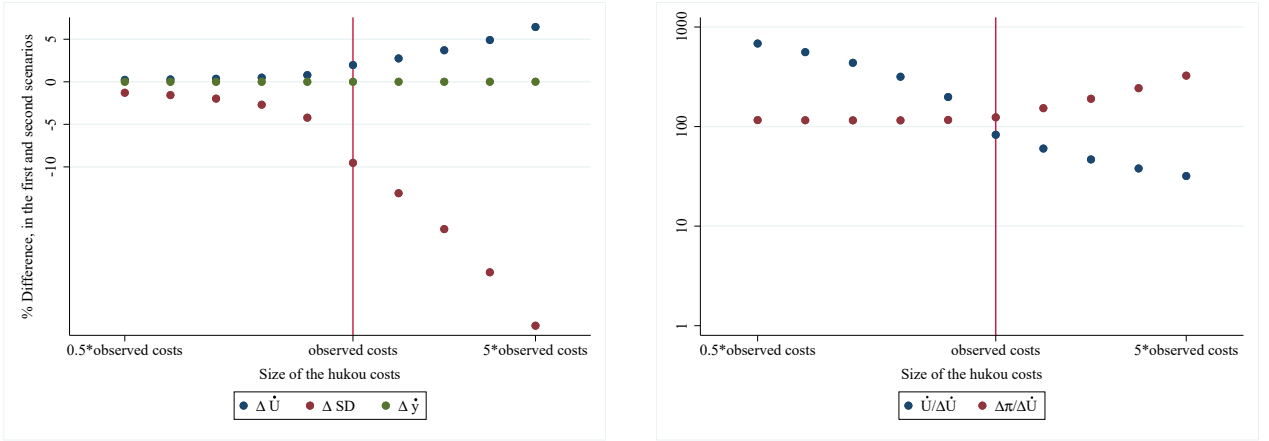 % Difference, in the first and second scenarios
5
0
-5
-10
0.5*observed costs
observed costs
5*observed costs
Size of the hukou costs
Δ U̇
Δ SD
Δ ẏ
1000
100
10
1
0.5*observed costs
observed costs
5*observed costs
Size of the hukou costs
U̇/ΔU̇
Δπ/ΔU̇